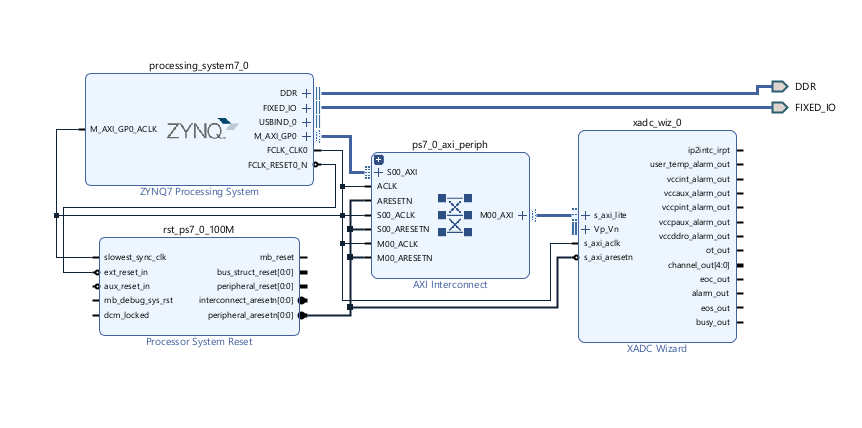 processing_system7_0
DDR
FIXED_IO
USBIND_0
M_AXI_GP0
FCLK_CLK0
FCLK_RESET0_N
M_AXI_GP0_ACLK
ZYNQ
ZYNQ7 Processing System
DDR
FIXED_IO
rst_ps7_0_100M
slowest_sync_clk
ext_reset_in
aux_reset_in
mb_debug_sys_rst
dcm_locked
mb_reset
bus_struct_reset[0:0]
peripheral_reset[0:0]
interconnect_aresetn[0:0]
peripheral_aresetn[0:0]
Processor System Reset
ps7_0_axi_periph
S00_AXI
ACLK
ARESETN
S00_ACLK
S00_ARESETN
M00_ACLK
M00_ARESETN
M00_AXI
AXI Interconnect
xadc_wiz_0
s_axi_lite
Vp_Vn
s_axi_aclk
s_axi_aresetn
ip2intc_irpt
user_temp_alarm_out
vccint_alarm_out
vccaux_alarm_out
vccpint_alarm_out
vccpaux_alarm_out
vccddro_alarm_out
ot_out
channel_out[4:0]
eoc_out
alarm_out
eos_out
busy_out
XADC Wizard